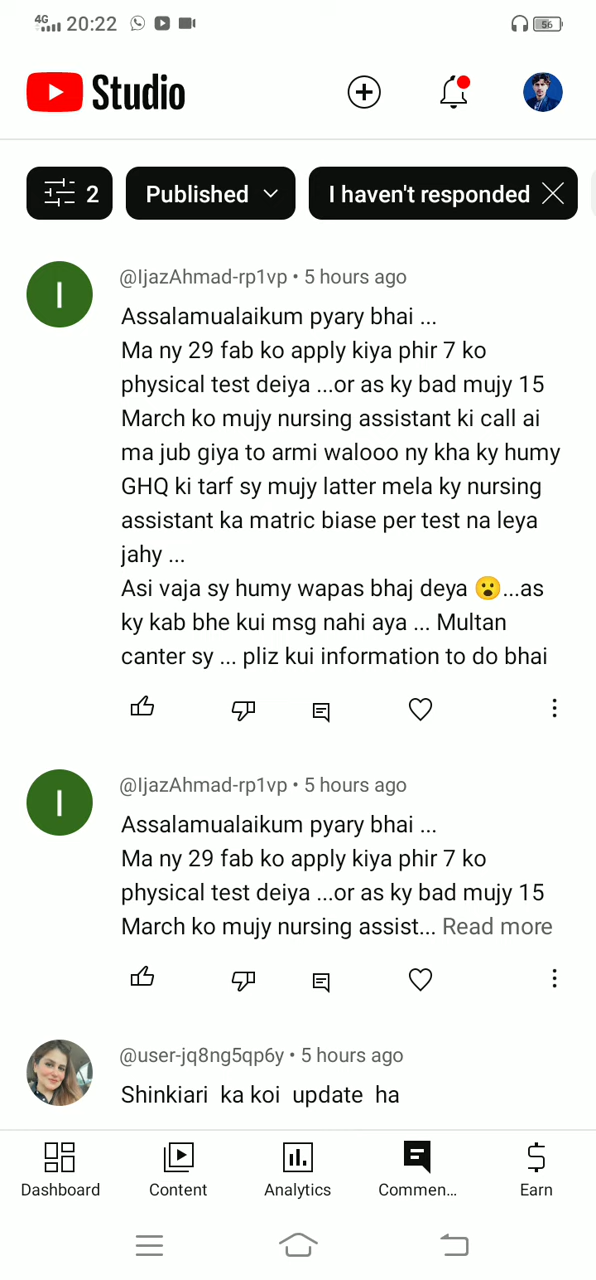 4G 20:22 56
Studio
2 Published I haven't responded
I @IjazAhmad-rp1vp • 5 hours ago
Assalamualaikum pyary bhai ...
Ma ny 29 fab ko apply kiya phir 7 ko
physical test deiya ...or as ky bad mujy 15
March ko mujy nursing assistant ki call ai
ma jub giya to armi walooo ny kha ky humy
GHQ ki tarf sy mujy latter mela ky nursing
assistant ka matric biase per test na leya
jahy ...
Asi vaja sy humy wapas bhaj deya 😮...as
ky kab bhe kui msg nahi aya ... Multan
canter sy ... pliz kui information to do bhai
I @IjazAhmad-rp1vp • 5 hours ago
Assalamualaikum pyary bhai ...
Ma ny 29 fab ko apply kiya phir 7 ko
physical test deiya ...or as ky bad mujy 15
March ko mujy nursing assist... Read more
@user-jq8ng5qp6y • 5 hours ago
Shinkiari ka koi update ha
Dashboard Content Analytics Commen... Earn